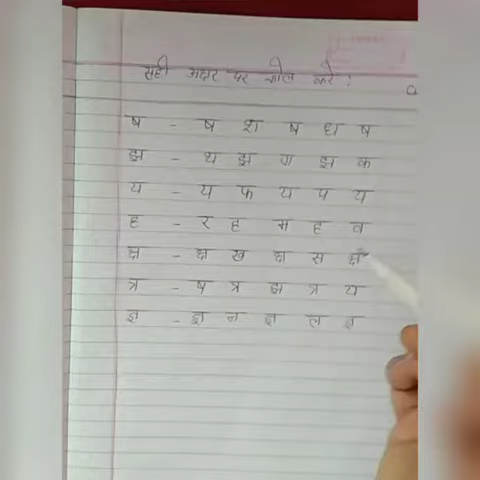 सही अक्षर पर गोल करे :
ष - ष श ष ध ष
झ - थ झ ग झ क
य - य फ य प य
ह - र ह म ह व
क्ष - क्ष ख क्ष स क्ष
त्र - ष त्र झ त्र य
ज्ञ - ज्ञ न ज्ञ ल ज्ञ